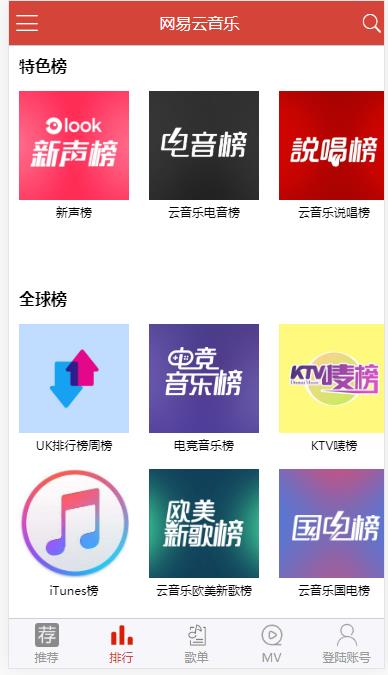 网易云音乐
特色榜
look
新声榜
电音榜
説唱榜
新声榜
云音乐电音榜
云音乐说唱榜
全球榜
电竞
音乐榜
KTV唛榜
UK排行榜周榜
电竞音乐榜
KTV唛榜
欧美
新歌榜
国电榜
iTunes榜
云音乐欧美新歌榜
云音乐国电榜
荐
推荐
排行
歌单
MV
登陆账号